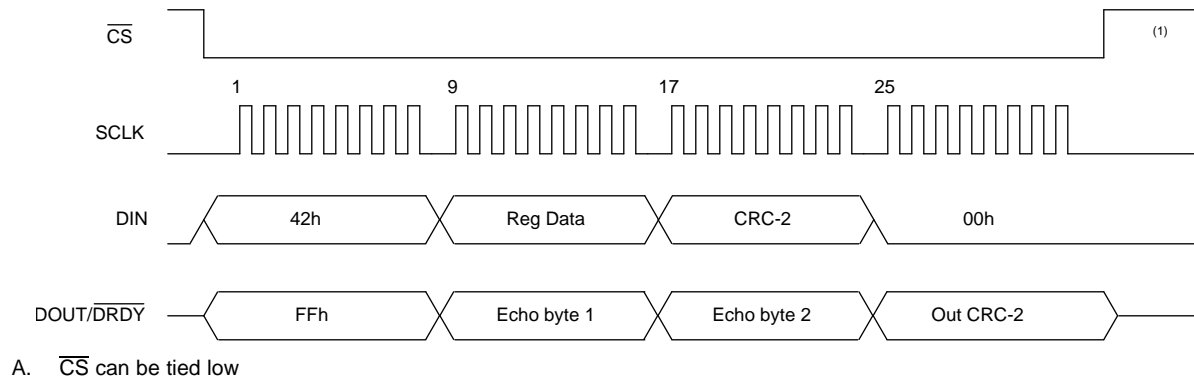 CS
(1)
1 9 17 25
SCLK
DIN 42h Reg Data CRC-2 00h
DOUT/DRDY FFh Echo byte 1 Echo byte 2 Out CRC-2
A. CS can be tied low